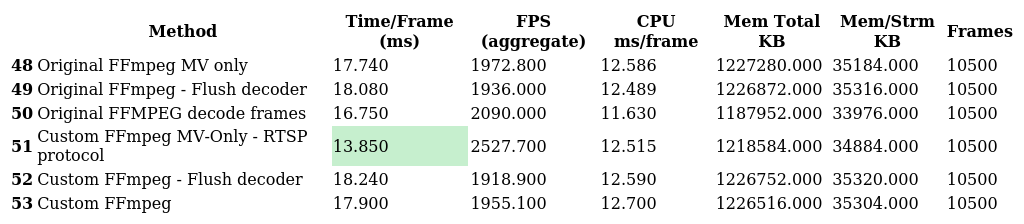 Method Time/Frame (ms) FPS (aggregate) CPU ms/frame Mem Total KB Mem/Strm KB Frames
48 Original FFmpeg MV only 17.740 1972.800 12.586 1227280.000 35184.000 10500
49 Original FFmpeg - Flush decoder 18.080 1936.000 12.489 1226872.000 35316.000 10500
50 Original FFMPEG decode frames 16.750 2090.000 11.630 1187952.000 33976.000 10500
51 Custom FFmpeg MV-Only - RTSP protocol 13.850 2527.700 12.515 1218584.000 34884.000 10500
52 Custom FFmpeg - Flush decoder 18.240 1918.900 12.590 1226752.000 35320.000 10500
53 Custom FFmpeg 17.900 1955.100 12.700 1226516.000 35304.000 10500